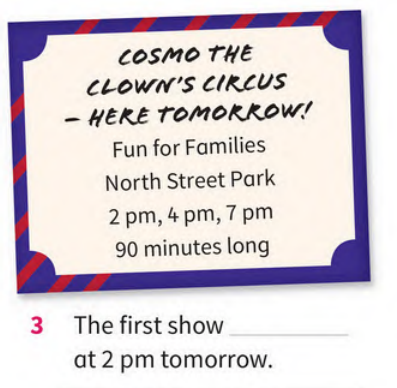 COSMO THE
CLOWN'S CIRCUS
– HERE TOMORROW!
Fun for Families
North Street Park
2 pm, 4 pm, 7 pm
90 minutes long
3 The first show __________
at 2 pm tomorrow.